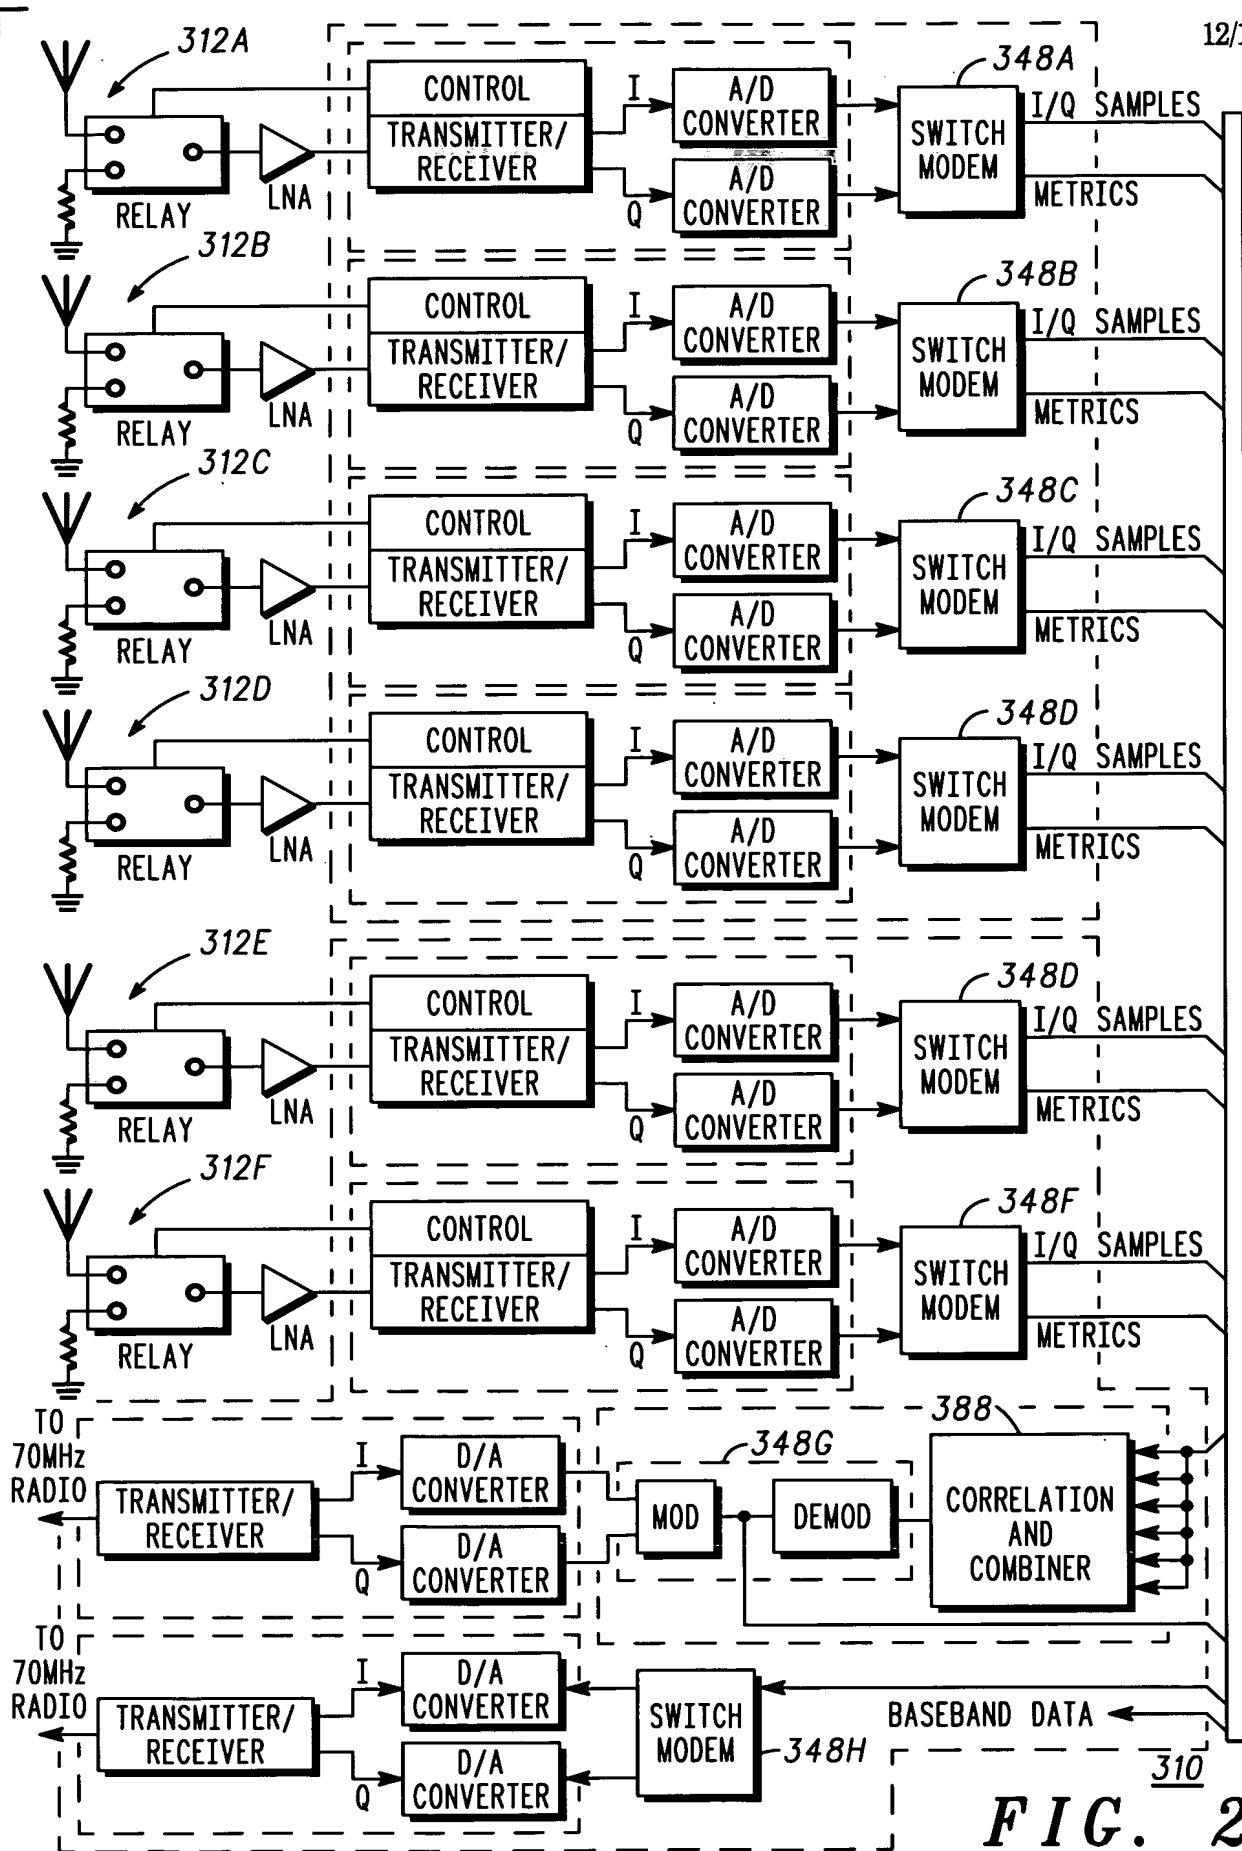 12/1
312A
CONTROL
TRANSMITTER/
RECEIVER
I
Q
A/D
CONVERTER
A/D
CONVERTER
348A
SWITCH
MODEM
I/Q SAMPLES
METRICS
RELAY
LNA
312B
CONTROL
TRANSMITTER/
RECEIVER
I
Q
A/D
CONVERTER
A/D
CONVERTER
348B
SWITCH
MODEM
I/Q SAMPLES
METRICS
RELAY
LNA
312C
CONTROL
TRANSMITTER/
RECEIVER
I
Q
A/D
CONVERTER
A/D
CONVERTER
348C
SWITCH
MODEM
I/Q SAMPLES
METRICS
RELAY
LNA
312D
CONTROL
TRANSMITTER/
RECEIVER
I
Q
A/D
CONVERTER
A/D
CONVERTER
348D
SWITCH
MODEM
I/Q SAMPLES
METRICS
RELAY
LNA
312E
CONTROL
TRANSMITTER/
RECEIVER
I
Q
A/D
CONVERTER
A/D
CONVERTER
348D
SWITCH
MODEM
I/Q SAMPLES
METRICS
RELAY
LNA
312F
CONTROL
TRANSMITTER/
RECEIVER
I
Q
A/D
CONVERTER
A/D
CONVERTER
348F
SWITCH
MODEM
I/Q SAMPLES
METRICS
RELAY
LNA
TO
70MHz
RADIO
TRANSMITTER/
RECEIVER
I
Q
D/A
CONVERTER
D/A
CONVERTER
348G
MOD
DEMOD
388
CORRELATION
AND
COMBINER
TO
70MHz
RADIO
TRANSMITTER/
RECEIVER
I
Q
D/A
CONVERTER
D/A
CONVERTER
SWITCH
MODEM
348H
BASEBAND DATA
310
FIG. 2